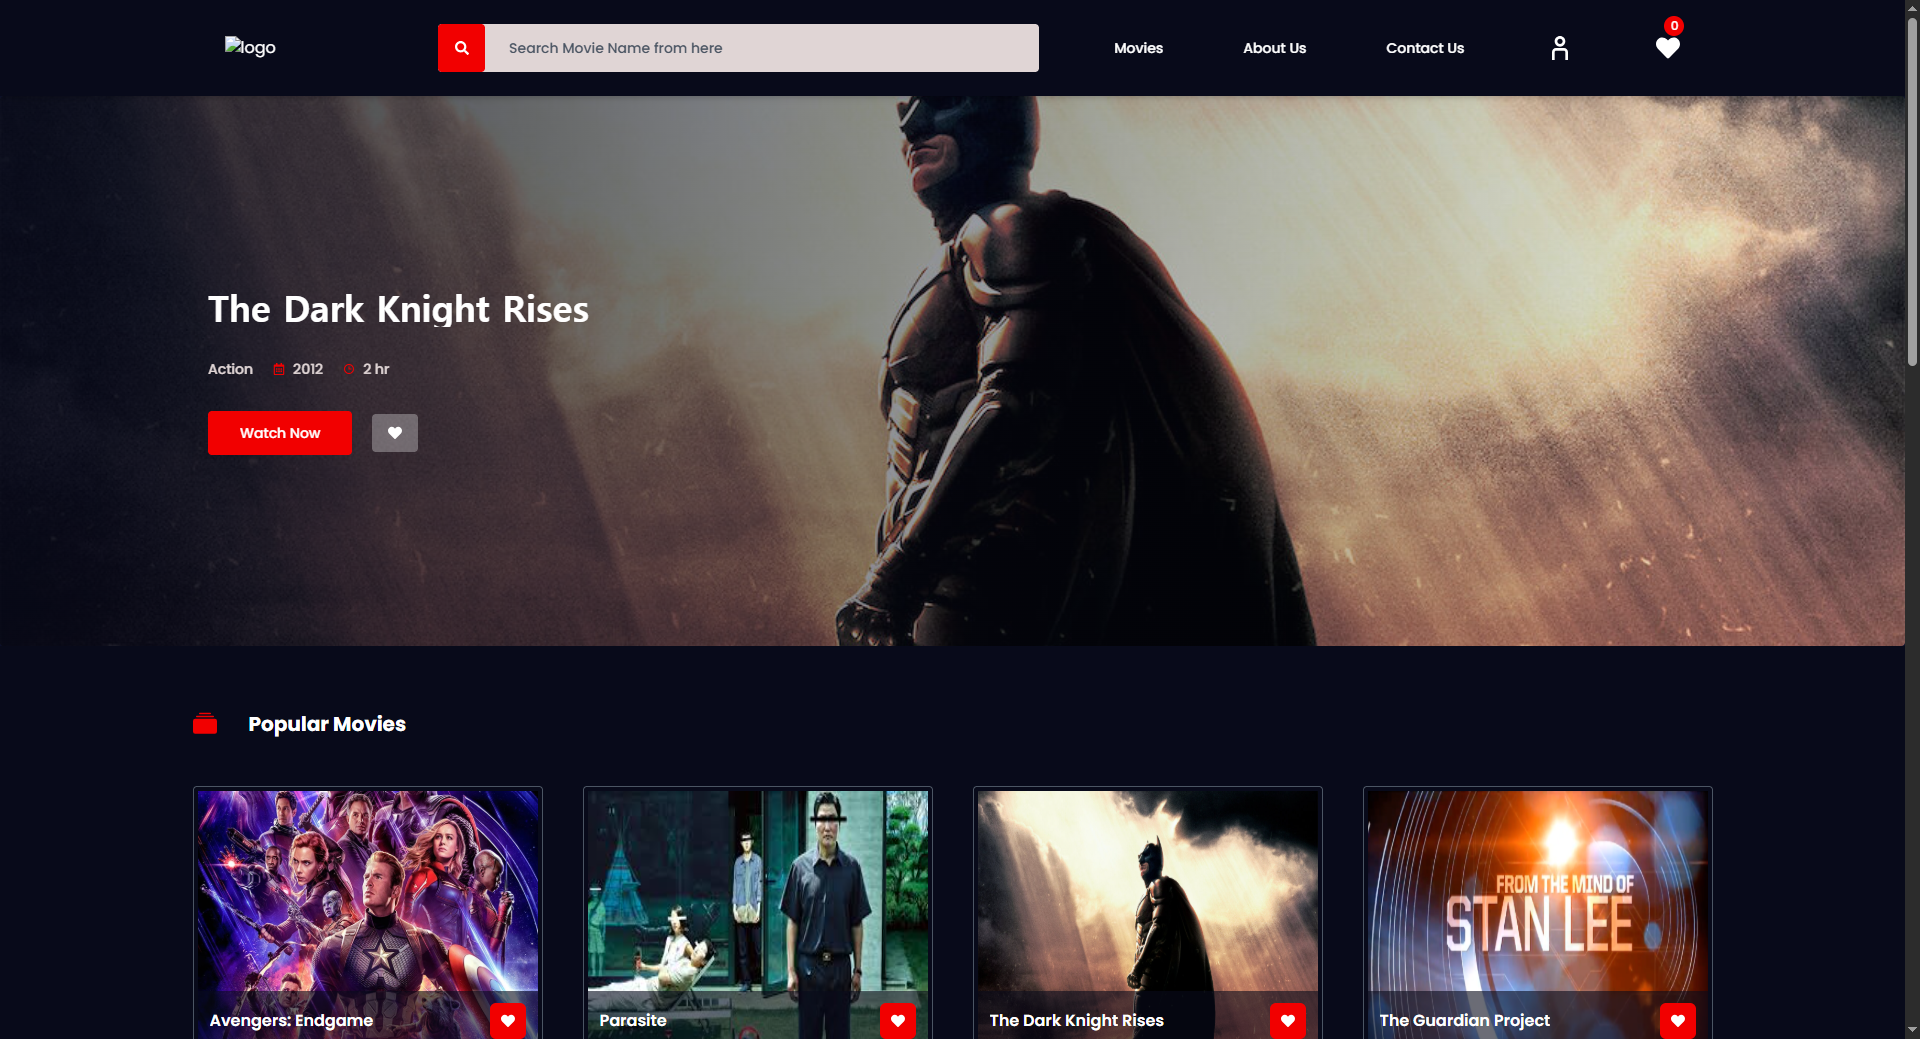 logo
Search Movie Name from here
Movies
About Us
Contact Us
0
The Dark Knight Rises
Action 2012 2 hr
Watch Now
Popular Movies
FROM THE MIND OF
STAN LEE
Avengers: Endgame
Parasite
The Dark Knight Rises
The Guardian Project